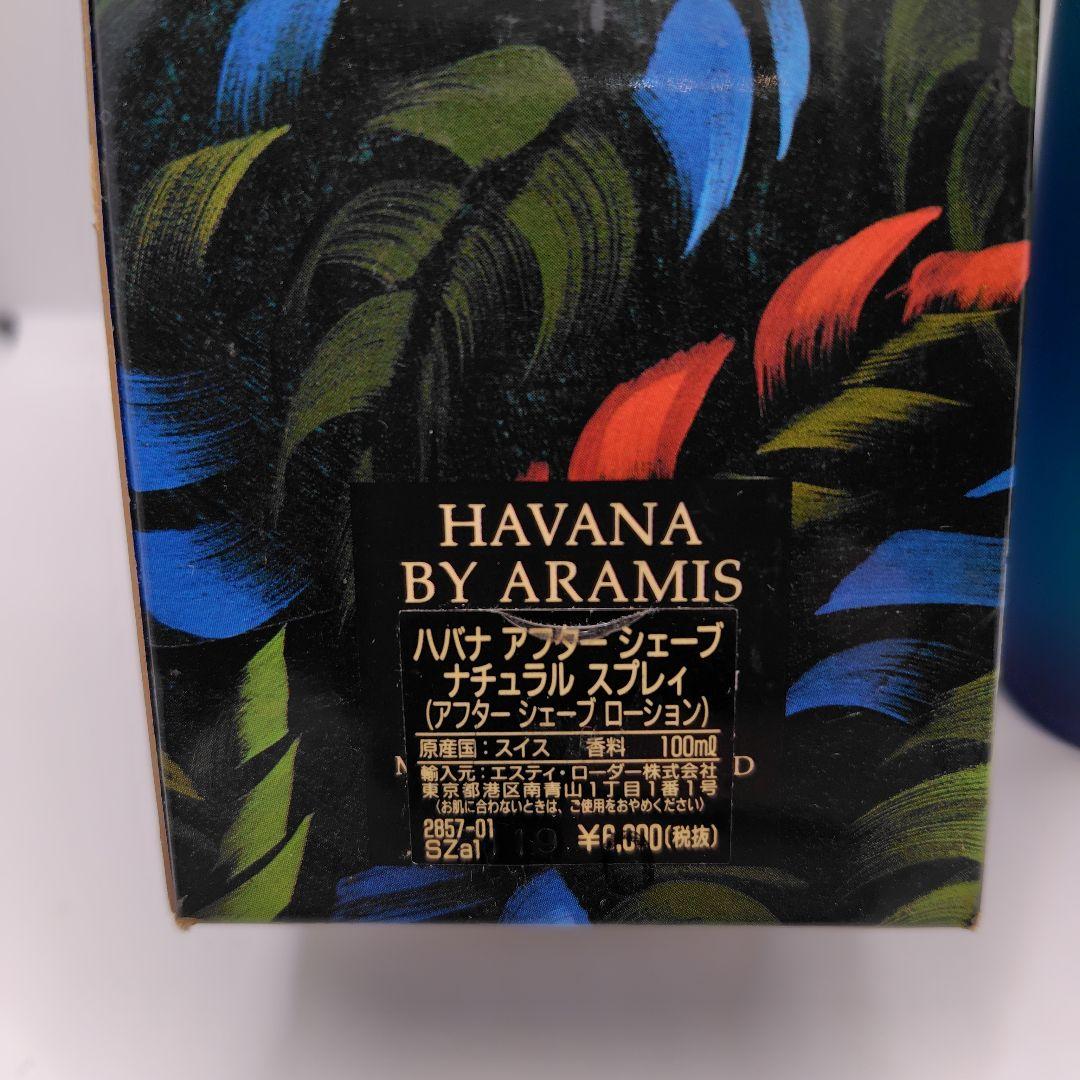 HAVANA
BY ARAMIS
ハバナ アフター シェーブ
ナチュラル スプレィ
(アフター シェーブ ローション)
原産国:スイス 香料 100mℓ
輸入元:エスティ・ローダー株式会社
東京都港区南青山1丁目1番1号
〈お肌に合わないときは、ご使用をおやめください〉
2857-01
SZa1 ¥6,000(税抜)